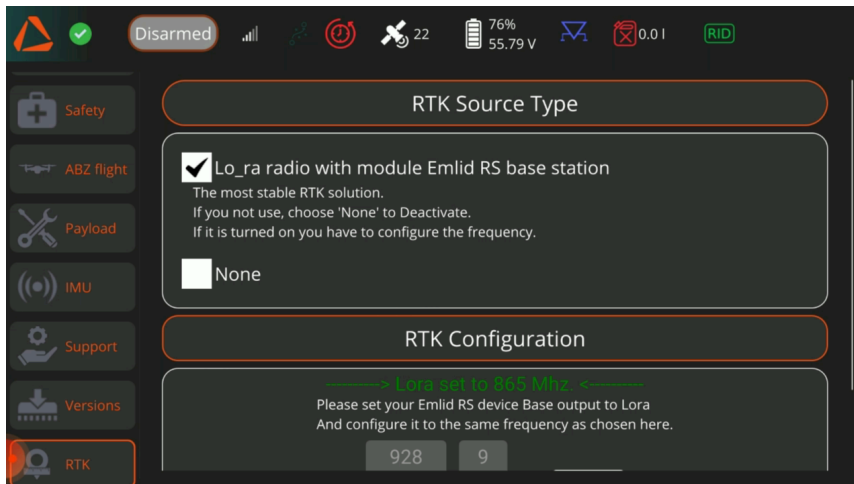 Disarmed
22
76%
55.79 V
0.0 l
RID
Safety
ABZ flight
Payload
IMU
Support
Versions
RTK
RTK Source Type
Lo_ra radio with module Emlid RS base station
The most stable RTK solution.
If you not use, choose 'None' to Deactivate.
If it is turned on you have to configure the frequency.
None
RTK Configuration
----------> Lora set to 865 Mhz. <----------
Please set your Emlid RS device Base output to Lora
And configure it to the same frequency as chosen here.
928
9